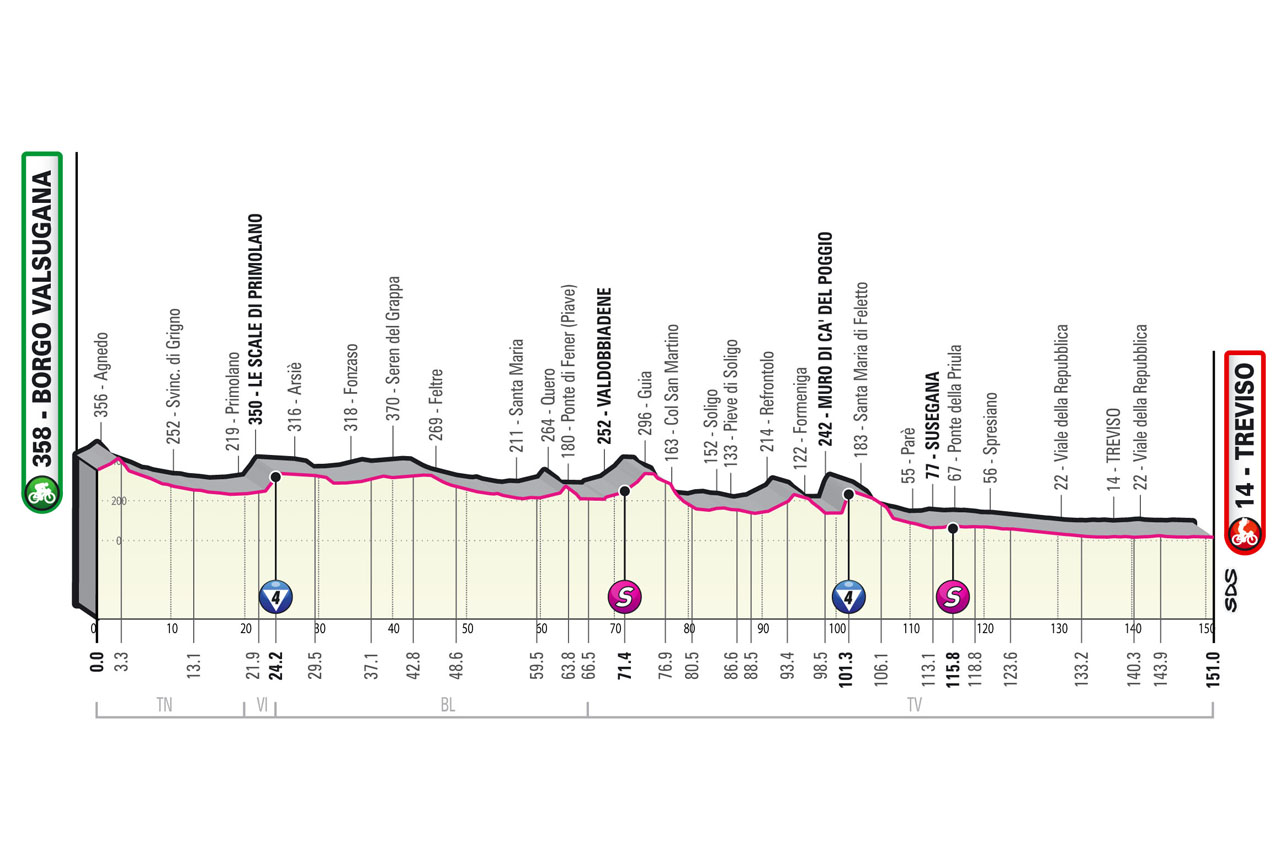 358 - BORGO VALSUGANA
356 - Agnedo
252 - Svinc. di Grigno
219 - Primolano
350 - LE SCALE DI PRIMOLANO
316 - Arsiè
318 - Fonzaso
370 - Seren del Grappa
269 - Feltre
211 - Santa Maria
264 - Quero
180 - Ponte di Fener (Piave)
252 - VALDOBBIADENE
296 - Guia
163 - Col San Martino
152 - Soligo
133 - Pieve di Soligo
214 - Refrontolo
122 - Formeniga
242 - MURO DI CA' DEL POGGIO
183 - Santa Maria di Feletto
55 - Parè
77 - SUSEGANA
67 - Ponte della Priula
56 - Spresiano
22 - Viale della Repubblica
14 - TREVISO
22 - Viale della Repubblica
14 - TREVISO
200
0
4
S
4
S
SDS
0 10 20 30 40 50 60 70 80 90 100 110 120 130 140 150
0.0 3.3 13.1 21.9 24.2 29.5 37.1 42.8 48.6 59.5 63.8 66.5 71.4 76.9 80.5 86.6 88.5 93.4 98.5 101.3 106.1 113.1 115.8 118.8 123.6 133.2 140.3 143.9 151.0
TN VI BL TV